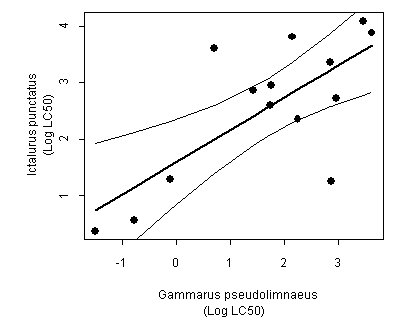 Ictalurus punctatus
(Log LC50)
4
3
2
1
-1 0 1 2 3
Gammarus pseudolimnaeus
(Log LC50)